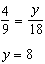 4/9 = y/18
y = 8